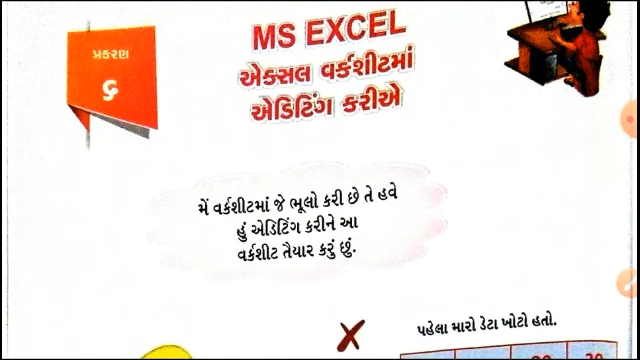 પ્રકરણ
૬
MS EXCEL
એક્સલ વર્કશીટમાં
એડિટિંગ કરીએ
મેં વર્કશીટમાં જે ભૂલો કરી છે તે હવે
હું એડિટિંગ કરીને આ
વર્કશીટ તૈયાર કરું છું.
પહેલા મારો ડેટા ખોટો હતો.